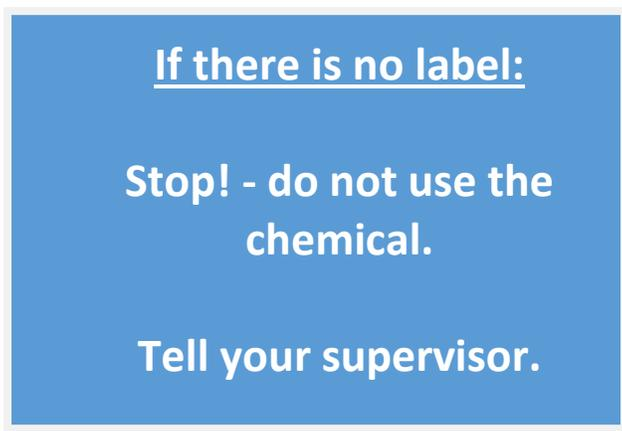 If there is no label:
Stop! - do not use the
chemical.
Tell your supervisor.